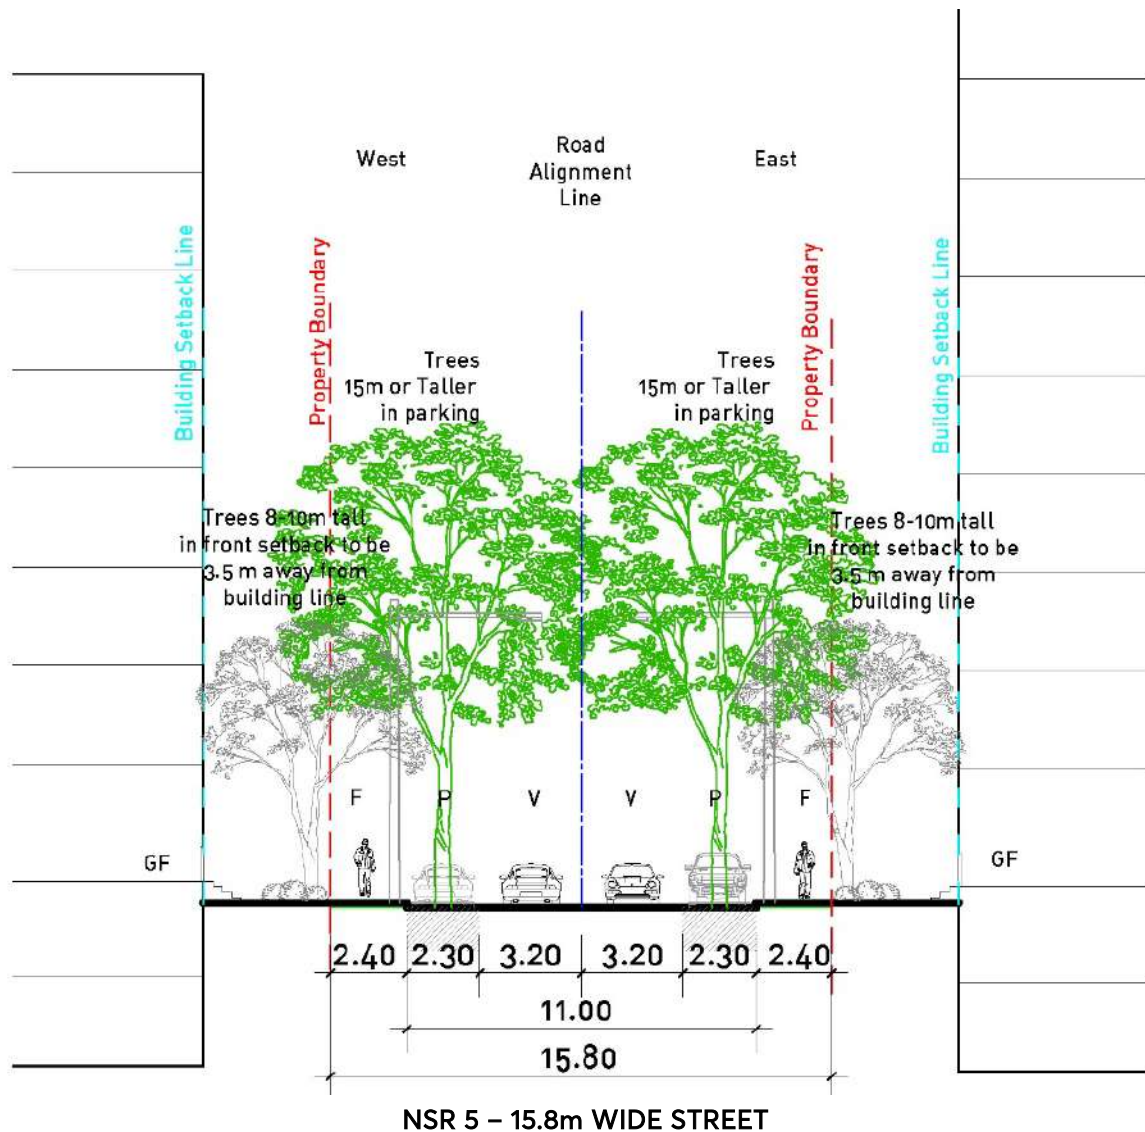 West
Road
Alignment
Line
East
Building Setback Line
Property Boundary
Property Boundary
Building Setback Line
Trees
15m or Taller
in parking
Trees
15m or Taller
in parking
Trees 8-10m tall
in front setback to be
3.5 m away from
building line
Trees 8-10m tall
in front setback to be
3.5 m away from
building line
F
P
V
V
P
F
GF
GF
2.40
2.30
3.20
3.20
2.30
2.40
11.00
15.80
NSR 5 – 15.8m WIDE STREET